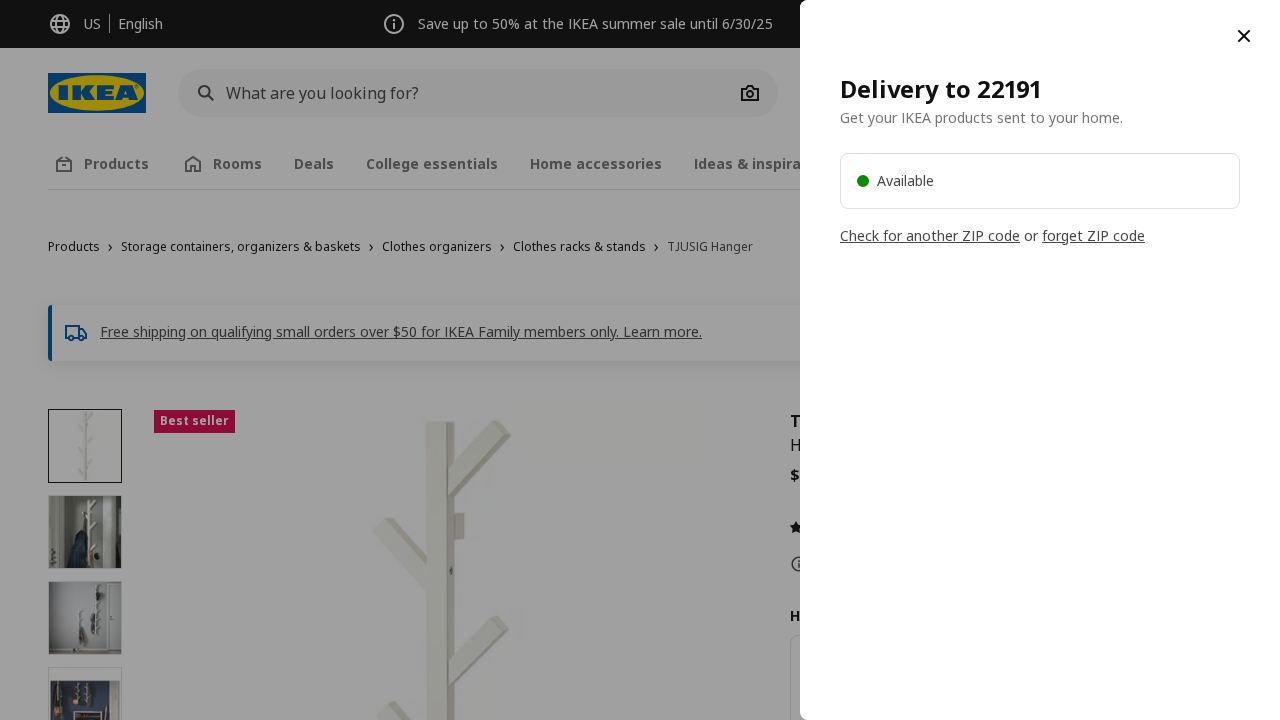 US | English
Save up to 50% at the IKEA summer sale until 6/30/25
IKEA
What are you looking for?
Products
Rooms
Deals
College essentials
Home accessories
Ideas & inspira
Products › Storage containers, organizers & baskets › Clothes organizers › Clothes racks & stands › TJUSIG Hanger
Free shipping on qualifying small orders over $50 for IKEA Family members only. Learn more.
Best seller
T
H
$
H
Delivery to 22191
Get your IKEA products sent to your home.
Available
Check for another ZIP code or forget ZIP code